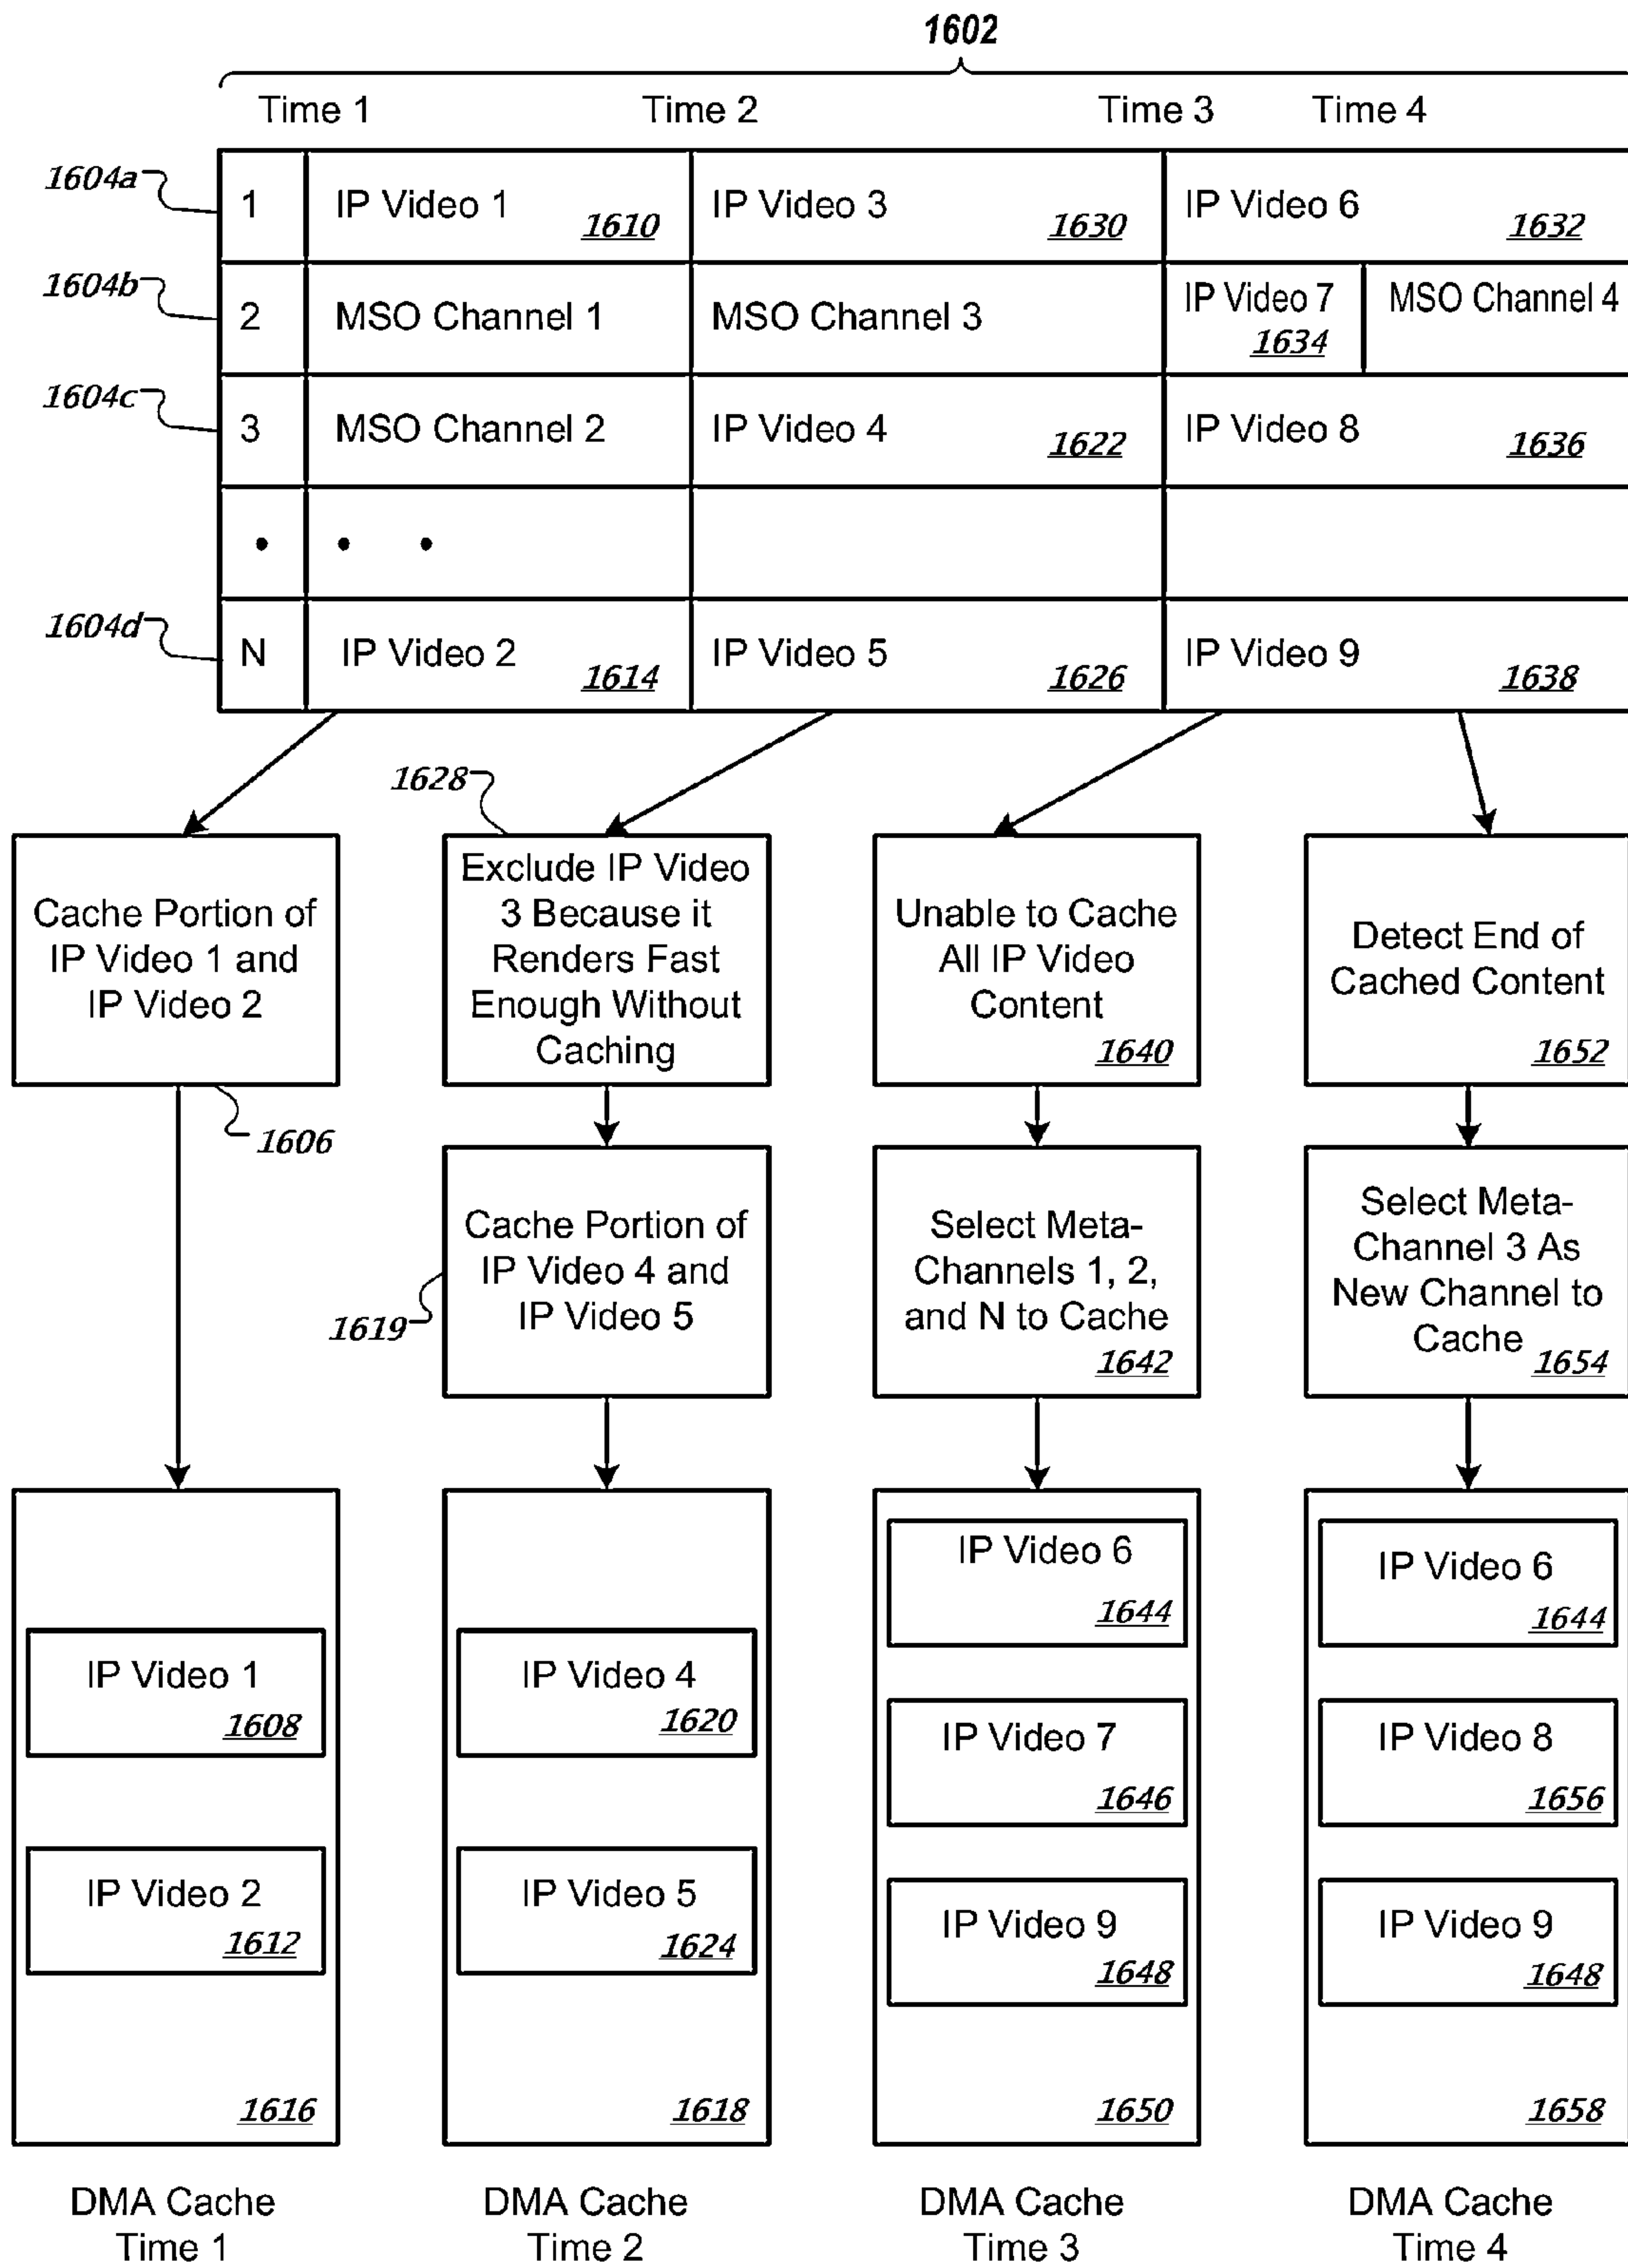 1602
Time 1 Time 2 Time 3 Time 4
1604a 1 IP Video 1 1610 IP Video 3 1630 IP Video 6 1632
1604b 2 MSO Channel 1 MSO Channel 3 IP Video 7 1634 MSO Channel 4
1604c 3 MSO Channel 2 IP Video 4 1622 IP Video 8 1636
1604d N IP Video 2 1614 IP Video 5 1626 IP Video 9 1638
Cache Portion of
IP Video 1 and
IP Video 2
1606
1628
Exclude IP Video
3 Because it
Renders Fast
Enough Without
Caching
Unable to Cache
All IP Video
Content
1640
Detect End of
Cached Content
1652
1619
Cache Portion of
IP Video 4 and
IP Video 5
Select Meta-
Channels 1, 2,
and N to Cache
1642
Select Meta-
Channel 3 As
New Channel to
Cache 1654
IP Video 1
1608
IP Video 2
1612
1616
IP Video 4
1620
IP Video 5
1624
1618
IP Video 6
1644
IP Video 7
1646
IP Video 9
1648
1650
IP Video 6
1644
IP Video 8
1656
IP Video 9
1648
1658
DMA Cache
Time 1
DMA Cache
Time 2
DMA Cache
Time 3
DMA Cache
Time 4